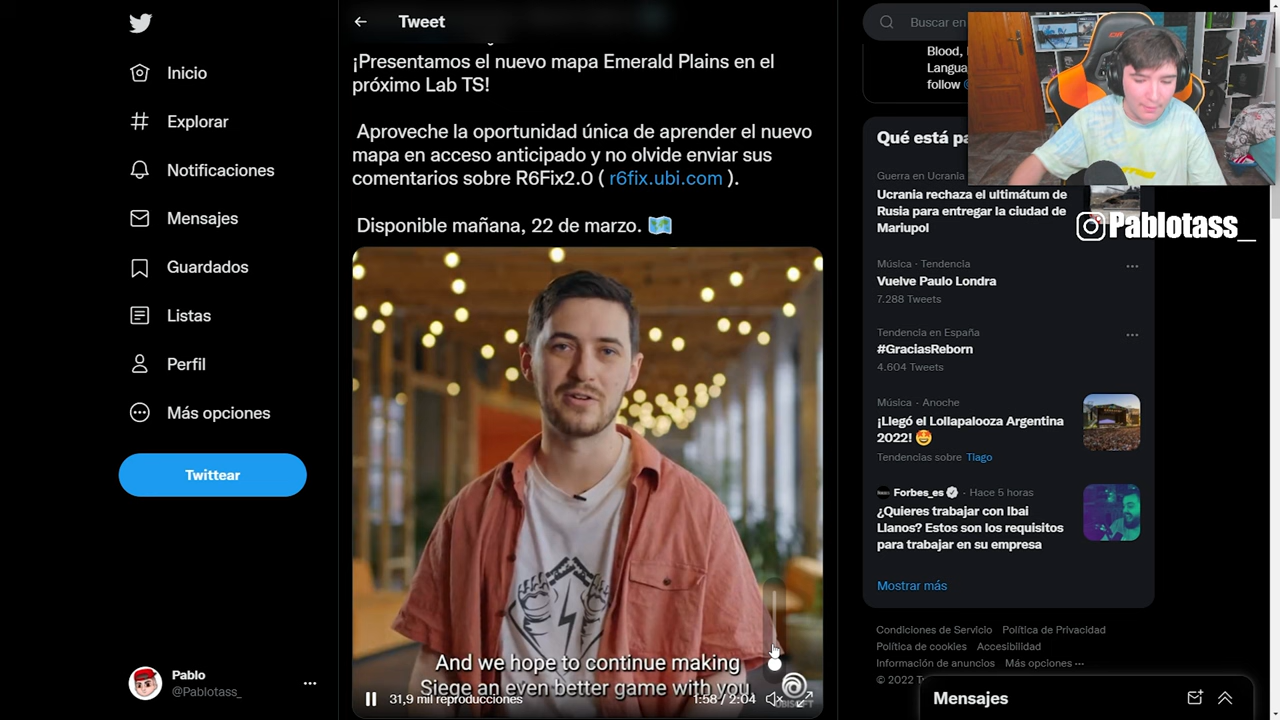 Tweet
¡Presentamos el nuevo mapa Emerald Plains en el
próximo Lab TS!
Aproveche la oportunidad única de aprender el nuevo
mapa en acceso anticipado y no olvide enviar sus
comentarios sobre R6Fix2.0 ( r6fix.ubi.com ).
Disponible mañana, 22 de marzo.
And we hope to continue making
Siege an even better game with you
31,9 mil reproducciones
1:58 / 2:04
UBISOFT
Inicio
Explorar
Notificaciones
Mensajes
Guardados
Listas
Perfil
Más opciones
Twittear
Pablo
@Pablotass_
Buscar en
Blood,
Langua
follow
Qué está pa
Pablotass_
Guerra en Ucrania
Ucrania rechaza el ultimátum de
Rusia para entregar la ciudad de
Mariupol
Música · Tendencia
Vuelve Paulo Londra
7.288 Tweets
Tendencia en España
#GraciasReborn
4.604 Tweets
Música · Anoche
¡Llegó el Lollapalooza Argentina
2022!
Tendencias sobre Tiago
Forbes_es · Hace 5 horas
¿Quieres trabajar con Ibai
Llanos? Estos son los requisitos
para trabajar en su empresa
Mostrar más
Condiciones de Servicio Política de Privacidad
Política de cookies Accesibilidad
Información de anuncios Más opciones ···
© 2022 Tw
Mensajes